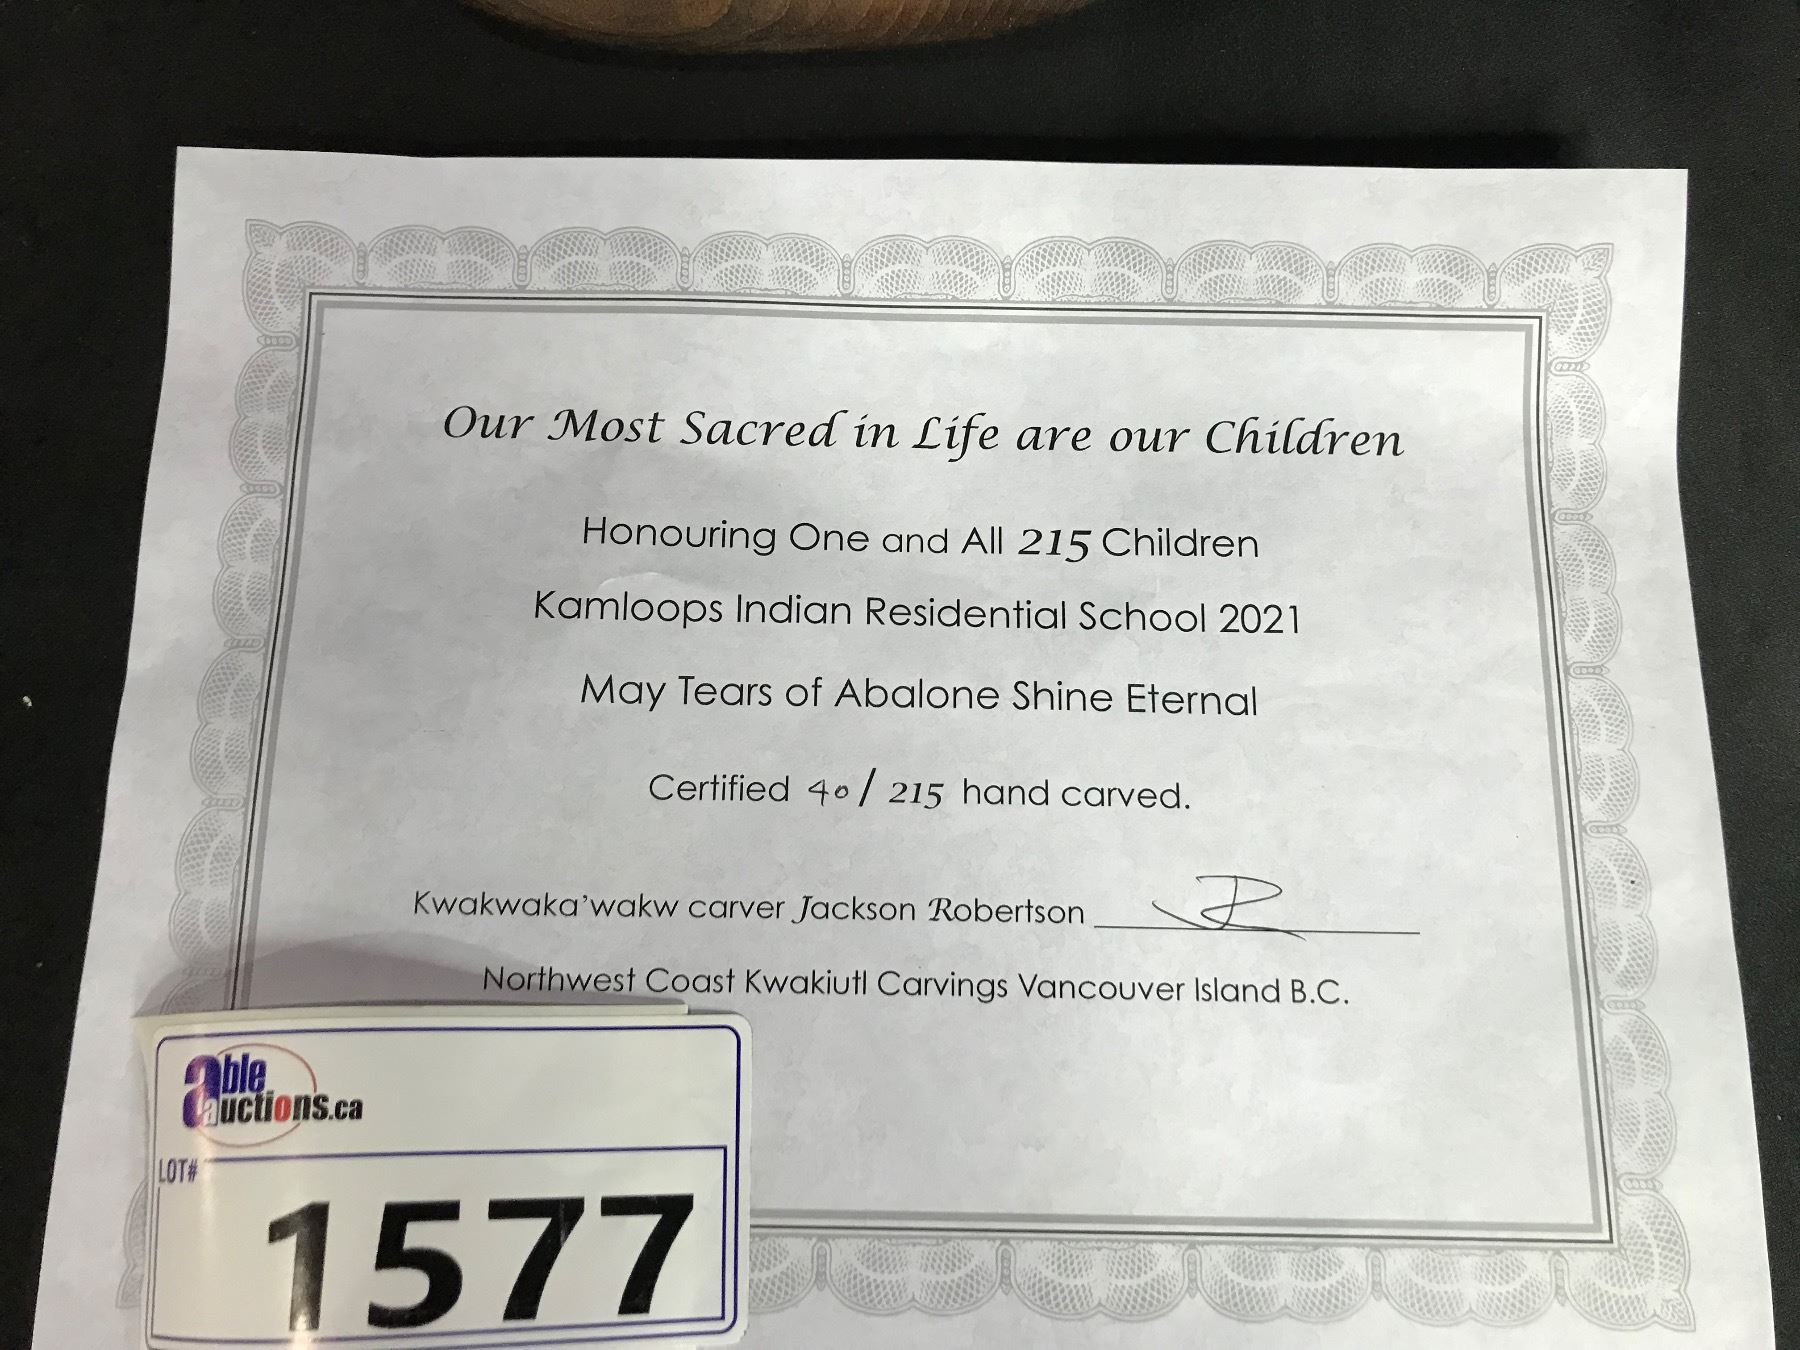 Our Most Sacred in Life are our Children
Honouring One and All 215 Children
Kamloops Indian Residential School 2021
May Tears of Abalone Shine Eternal
Certified 40/215 hand carved.
Kwakwaka'wakw carver Jackson Robertson
Northwest Coast Kwakiutl Carvings Vancouver Island B.C.
able
auctions.ca
LOT#
1577